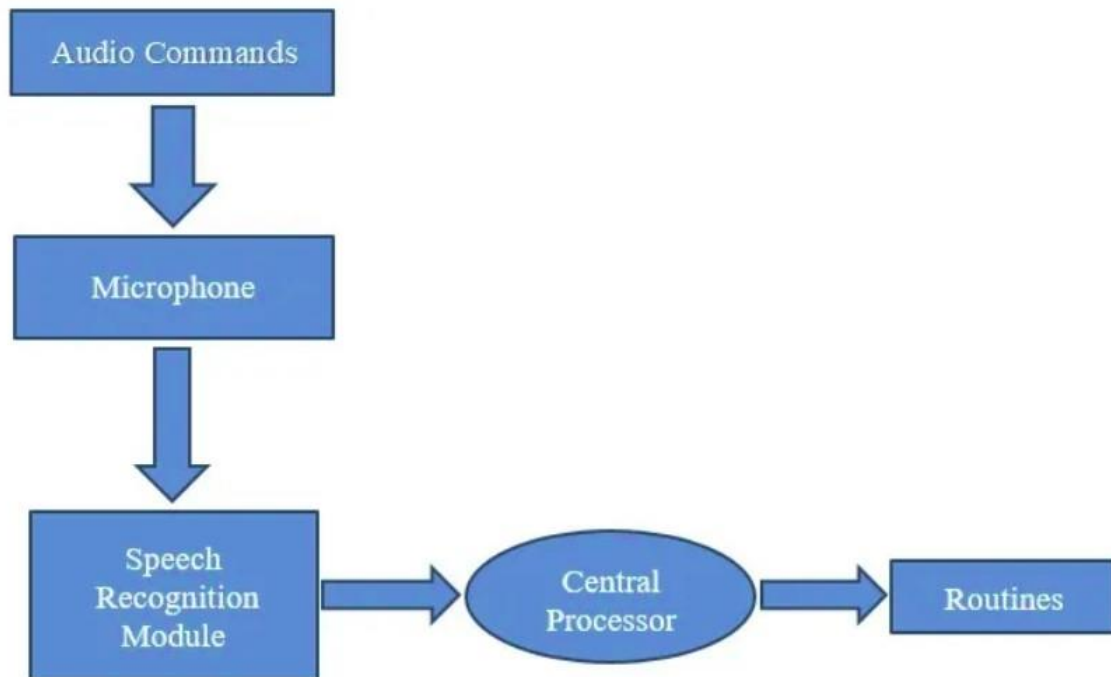 Audio Commands
Microphone
Speech
Recognition
Module
Central
Processor
Routines